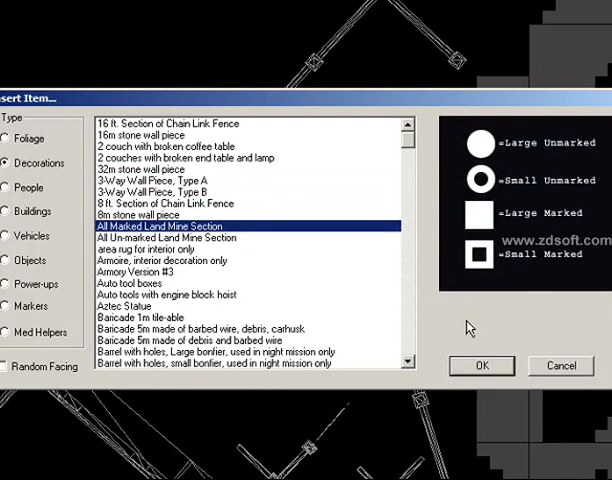 nsert Item...
Type
Foliage
Decorations
People
Buildings
Vehicles
Objects
Power-ups
Markers
Med Helpers
Random Facing
16 ft. Section of Chain Link Fence
16m stone wall piece
2 couch with broken coffee table
2 couches with broken end table and lamp
32m stone wall piece
3-Way Wall Piece, Type A
3-Way Wall Piece, Type B
8 ft. Section of Chain Link Fence
8m stone wall piece
All Marked Land Mine Section
All Un-marked Land Mine Section
area rug for interior only
Armoire, interior decoration only
Armory Version #3
Auto tool boxes
Auto tools with engine block hoist
Aztec Statue
Baricade 1m tile-able
Baricade 5m made of barbed wire, debris, carhusk
Baricade 5m made of debris and barbed wire
Barrel with holes, Large bonfier, used in night mission only
Barrel with holes, small bonfier, used in night mission only
=Large Unmarked
=Small Unmarked
=Large Marked
www.zdsoft.com
=Small Marked
OK
Cancel